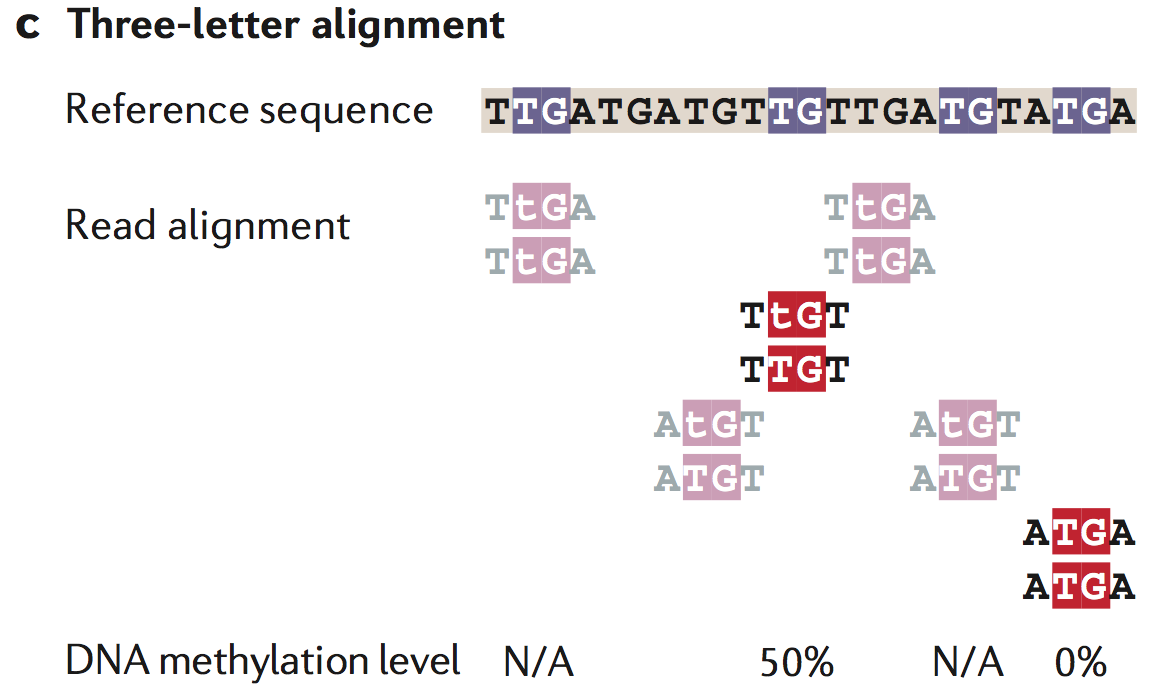 c Three-letter alignment
Reference sequence TTGATGATGTTGTTGATGTATGA
Read alignment TtGA TtGA
TtGA TtGA
TtGT
TTGT
AtGT AtGT
ATGT ATGT
ATGA
ATGA
DNA methylation level N/A 50% N/A 0%